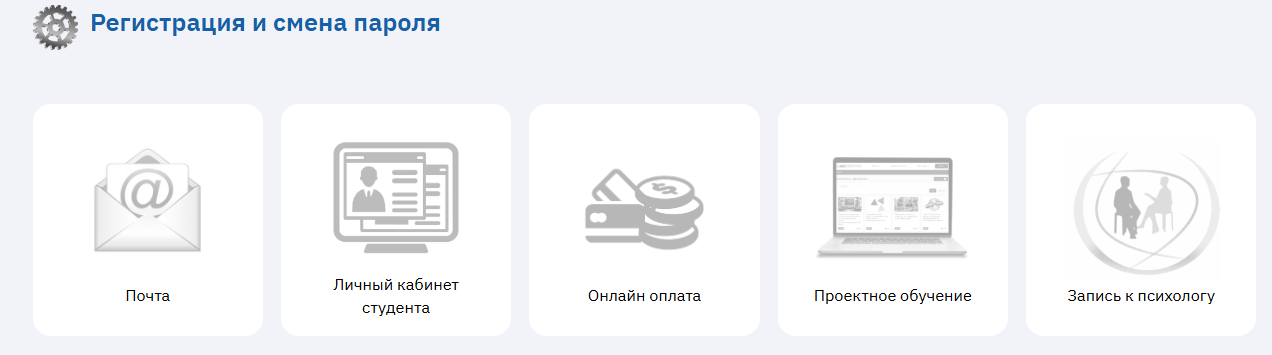 Регистрация и смена пароля
Почта
Личный кабинет
студента
Онлайн оплата
Проектное обучение
Запись к психологу